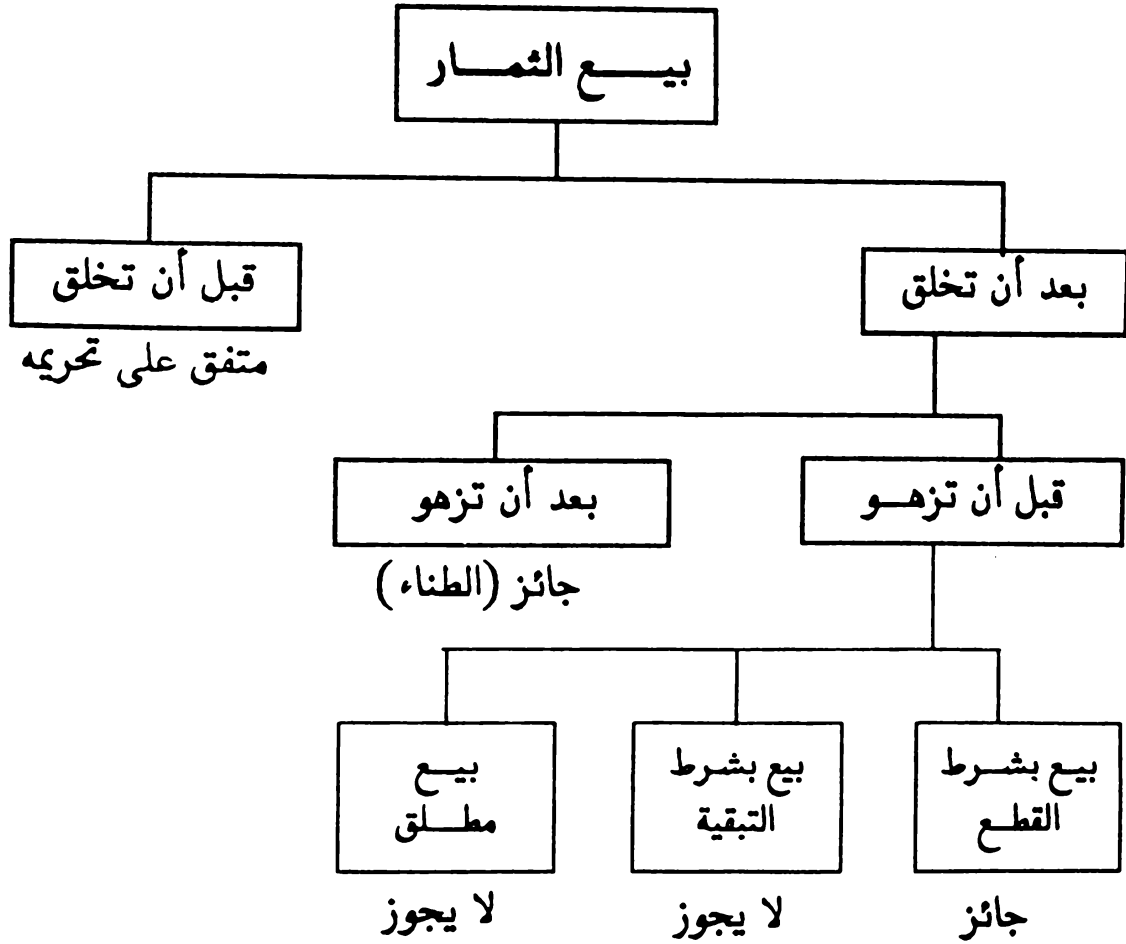 بيع الثمار
بعد أن تخلق
قبل أن تخلق
متفق على تحريمه
قبل أن تزهو
بعد أن تزهو
جائز (الطناء)
بيع بشرط
القطع
جائز
بيع بشرط
التبقية
لا يجوز
بيع
مطلق
لا يجوز